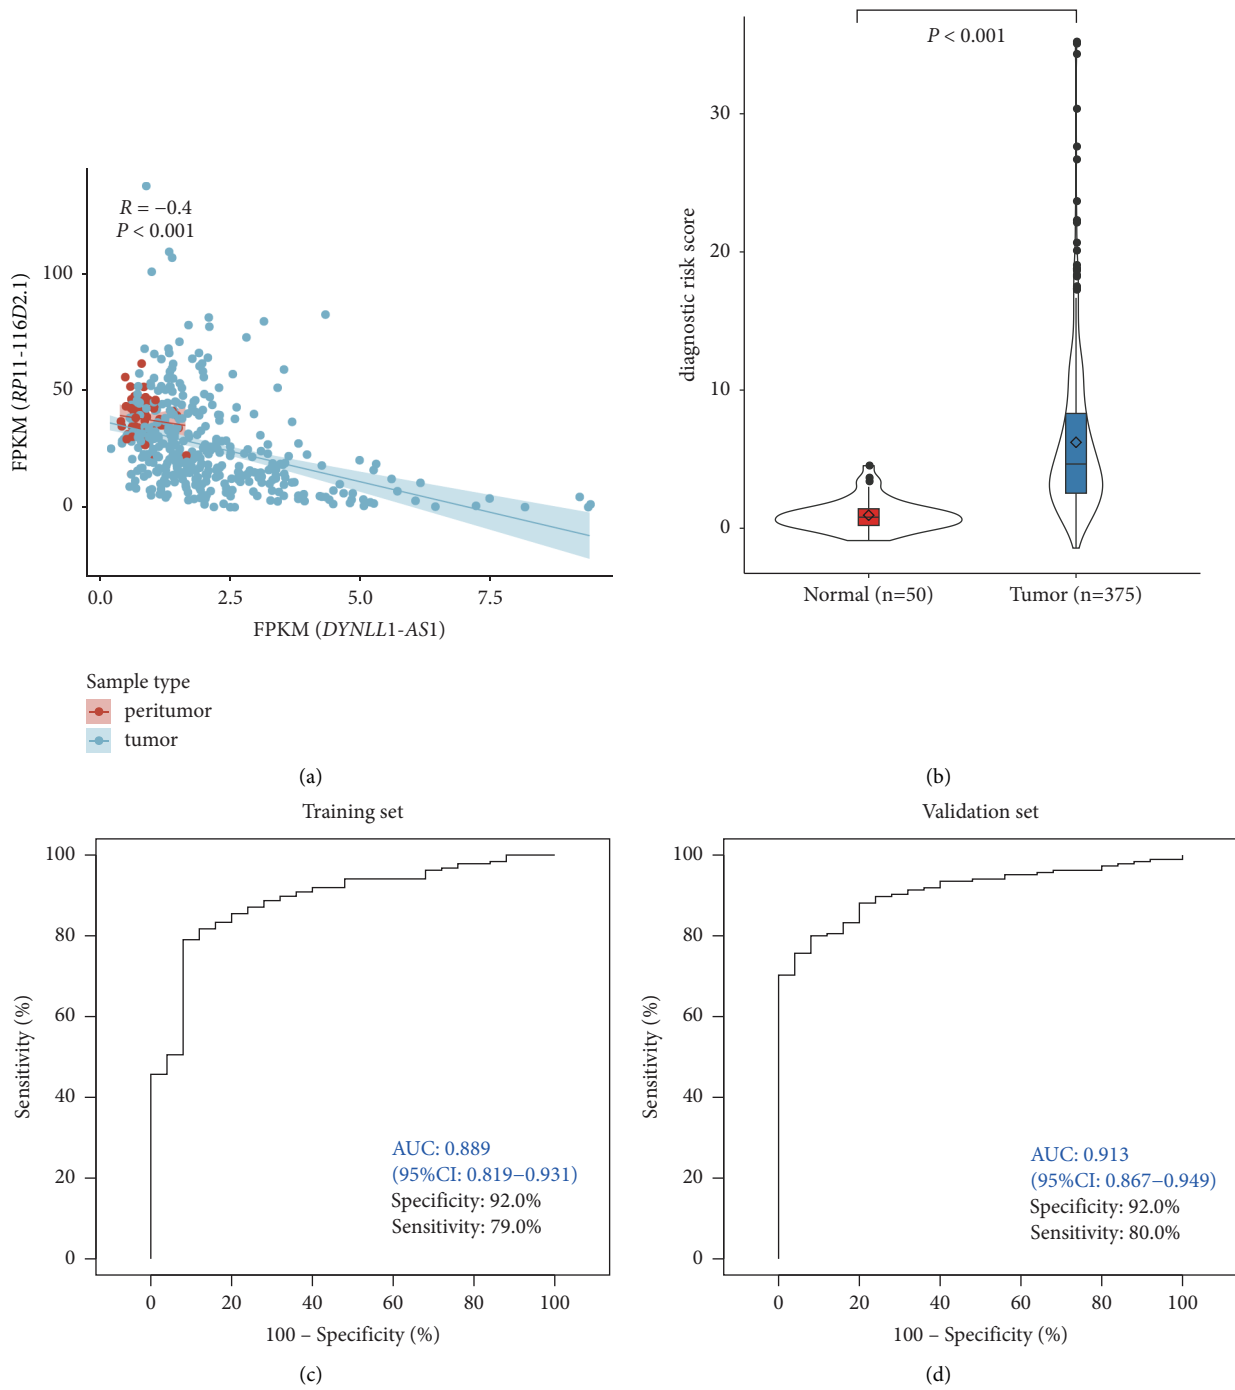 R = −0.4
P < 0.001
100
50
0
FPKM (RP11-116D2.1)
0.0 2.5 5.0 7.5
FPKM (DYNLL1-AS1)
Sample type
peritumor
tumor
(a)
P < 0.001
30
20
10
0
diagnostic risk score
Normal (n=50) Tumor (n=375)
(b)
Training set
100
80
60
40
20
0
Sensitivity (%)
AUC: 0.889
(95%CI: 0.819−0.931)
Specificity: 92.0%
Sensitivity: 79.0%
0 20 40 60 80 100
100 – Specificity (%)
(c)
Validation set
100
80
60
40
20
0
Sensitivity (%)
AUC: 0.913
(95%CI: 0.867−0.949)
Specificity: 92.0%
Sensitivity: 80.0%
0 20 40 60 80 100
100 – Specificity (%)
(d)